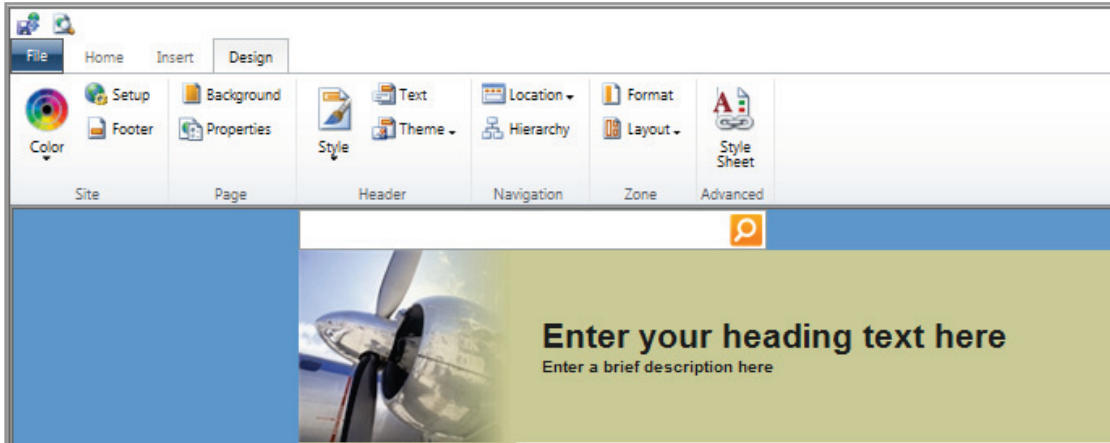 File Home Insert Design
Setup Background Text Location Format
Footer Properties Theme Hierarchy Layout
Color Style Style
Sheet
Site Page Header Navigation Zone Advanced
Enter your heading text here
Enter a brief description here